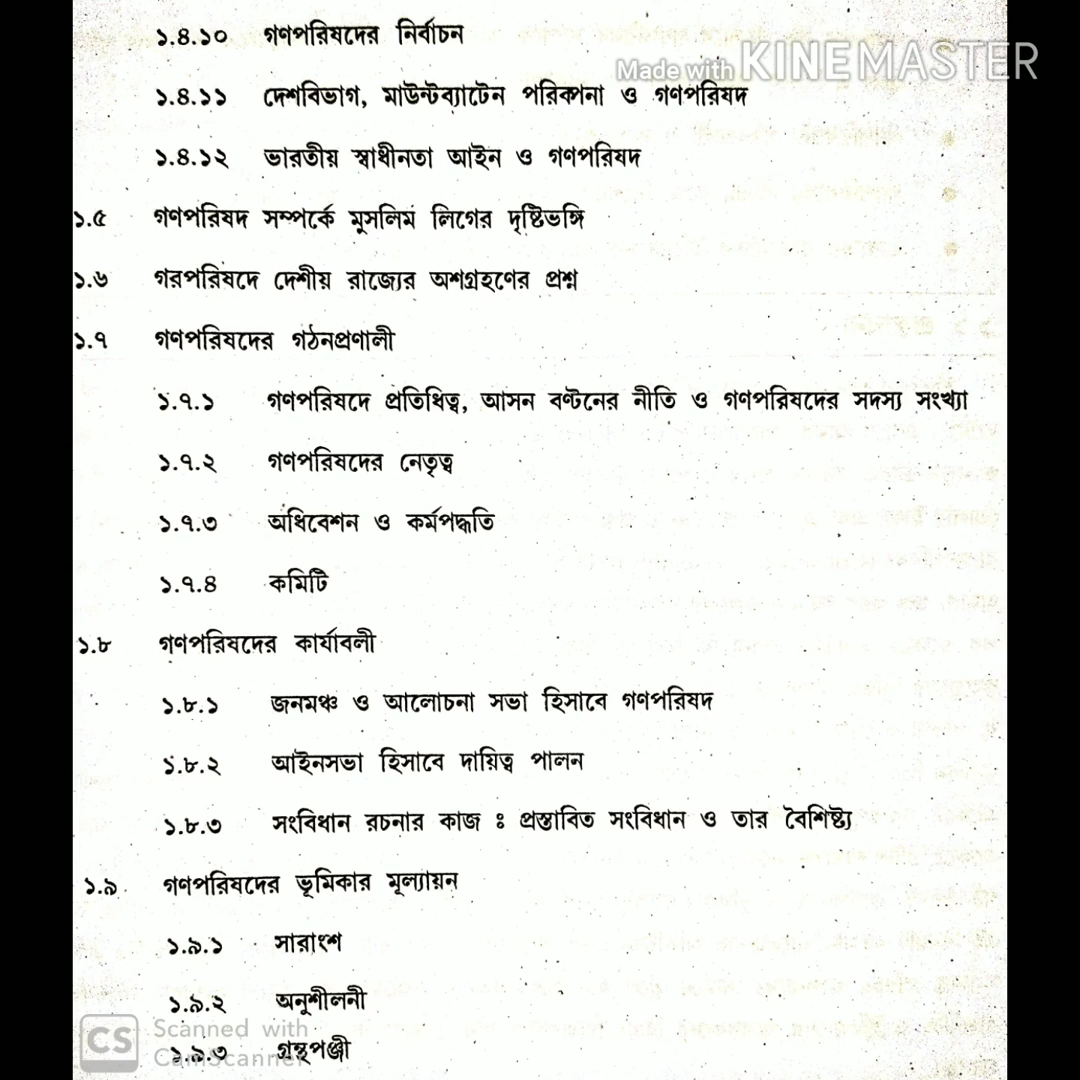 ১.৪.১০ গণপরিষদের নির্বাচন
Made with KINEMASTER
১.৪.১১ দেশবিভাগ, মাউন্টব্যাটেন পরিকল্পনা ও গণপরিষদ
১.৪.১২ ভারতীয় স্বাধীনতা আইন ও গণপরিষদ
১.৫ গণপরিষদ সম্পর্কে মুসলিম লিগের দৃষ্টিভঙ্গি
১.৬ গরপরিষদে দেশীয় রাজ্যের অশগ্রহণের প্রশ্ন
১.৭ গণপরিষদের গঠনপ্রণালী
১.৭.১ গণপরিষদে প্রতিধিত্ব, আসন বণ্টনের নীতি ও গণপরিষদের সদস্য সংখ্যা
১.৭.২ গণপরিষদের নেতৃত্ব
১.৭.৩ অধিবেশন ও কর্মপদ্ধতি
১.৭.৪ কমিটি
১.৮ গণপরিষদের কার্যাবলী
১.৮.১ জনমঞ্চ ও আলোচনা সভা হিসাবে গণপরিষদ
১.৮.২ আইনসভা হিসাবে দায়িত্ব পালন
১.৮.৩ সংবিধান রচনার কাজ ঃ প্রস্তাবিত সংবিধান ও তার বৈশিষ্ট্য
১.৯ গণপরিষদের ভূমিকার মূল্যায়ন
১.৯.১ সারাংশ
১.৯.২ অনুশীলনী
CS Scanned with
CamScanner
১.৯.৩ গ্রন্থপঞ্জী